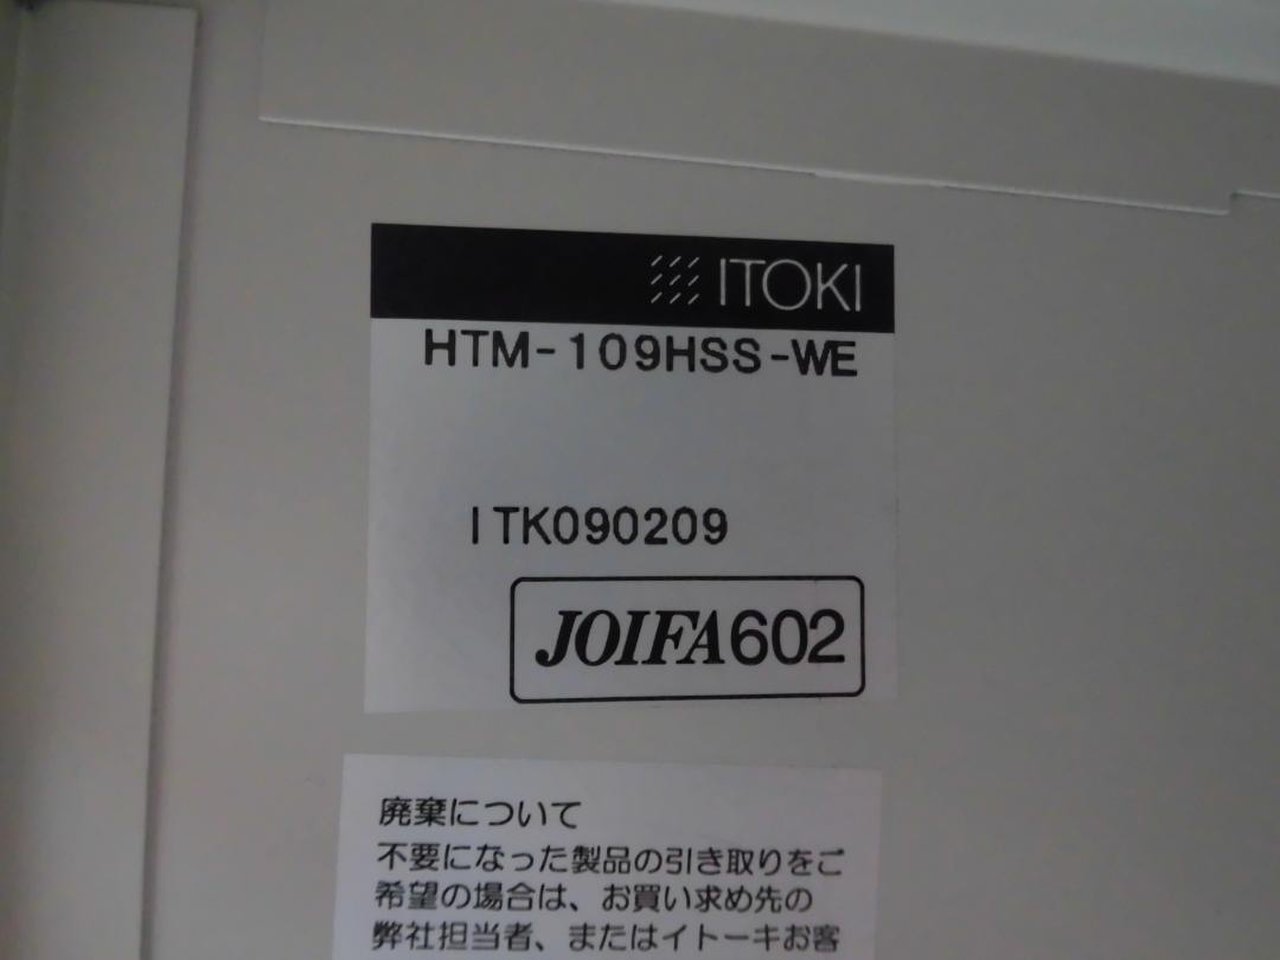 ITOKI
HTM-109HSS-WE
ITK090209
JOIFA602
廃棄について
不要になった製品の引き取りをご
希望の場合は、お買い求め先の
弊社担当者、またはイトーキお客